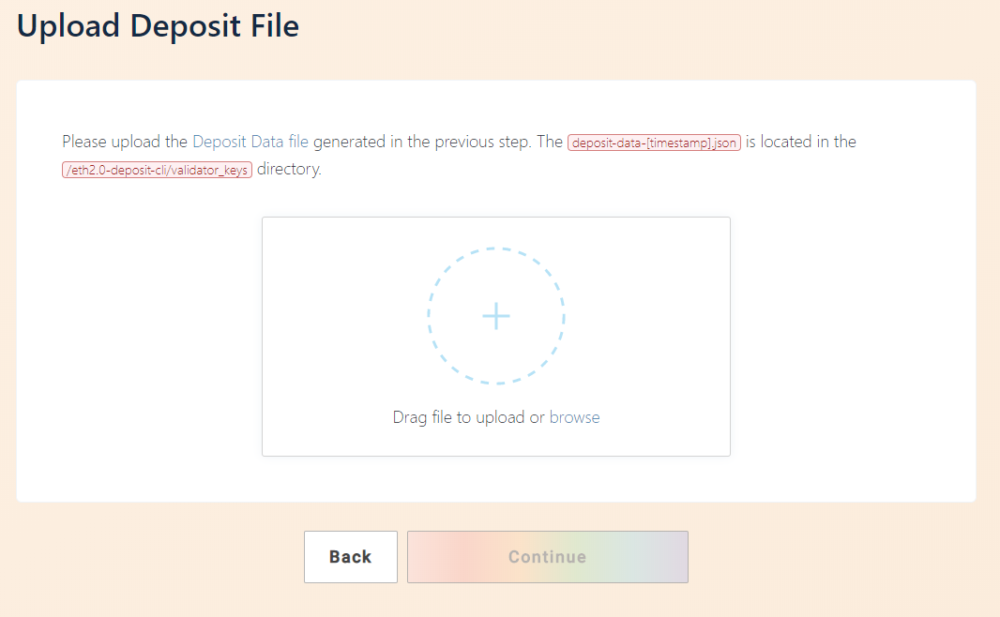 Upload Deposit File
Please upload the Deposit Data file generated in the previous step. The deposit-data-[timestamp].json is located in the
/eth2.0-deposit-cli/validator_keys directory.
Drag file to upload or browse
Back
Continue